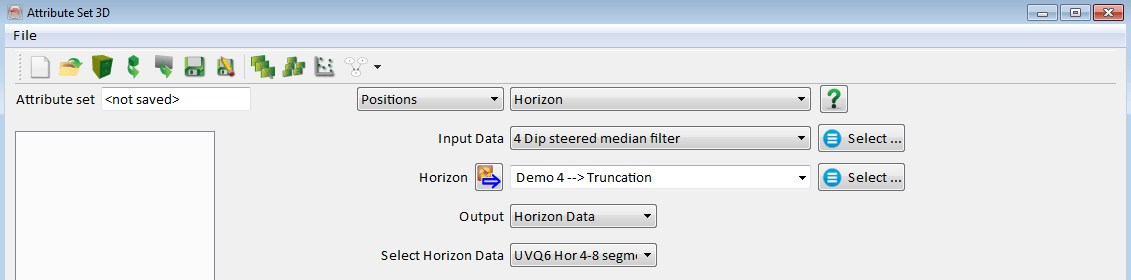 Attribute Set 3D
File
Attribute set <not saved> Positions Horizon ?
Input Data 4 Dip steered median filter Select ...
Horizon Demo 4 --> Truncation Select ...
Output Horizon Data
Select Horizon Data UVQ6 Hor 4-8 segm